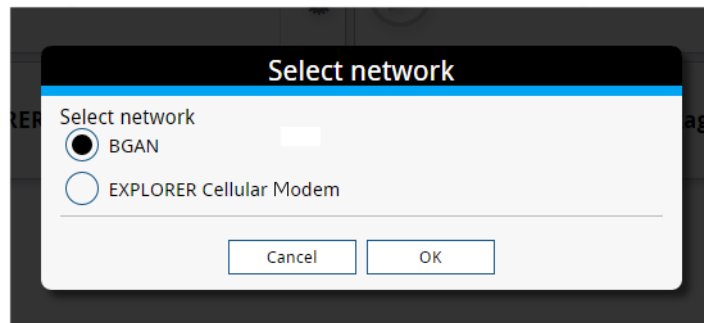 Select network
Select network
BGAN
EXPLORER Cellular Modem
Cancel
OK